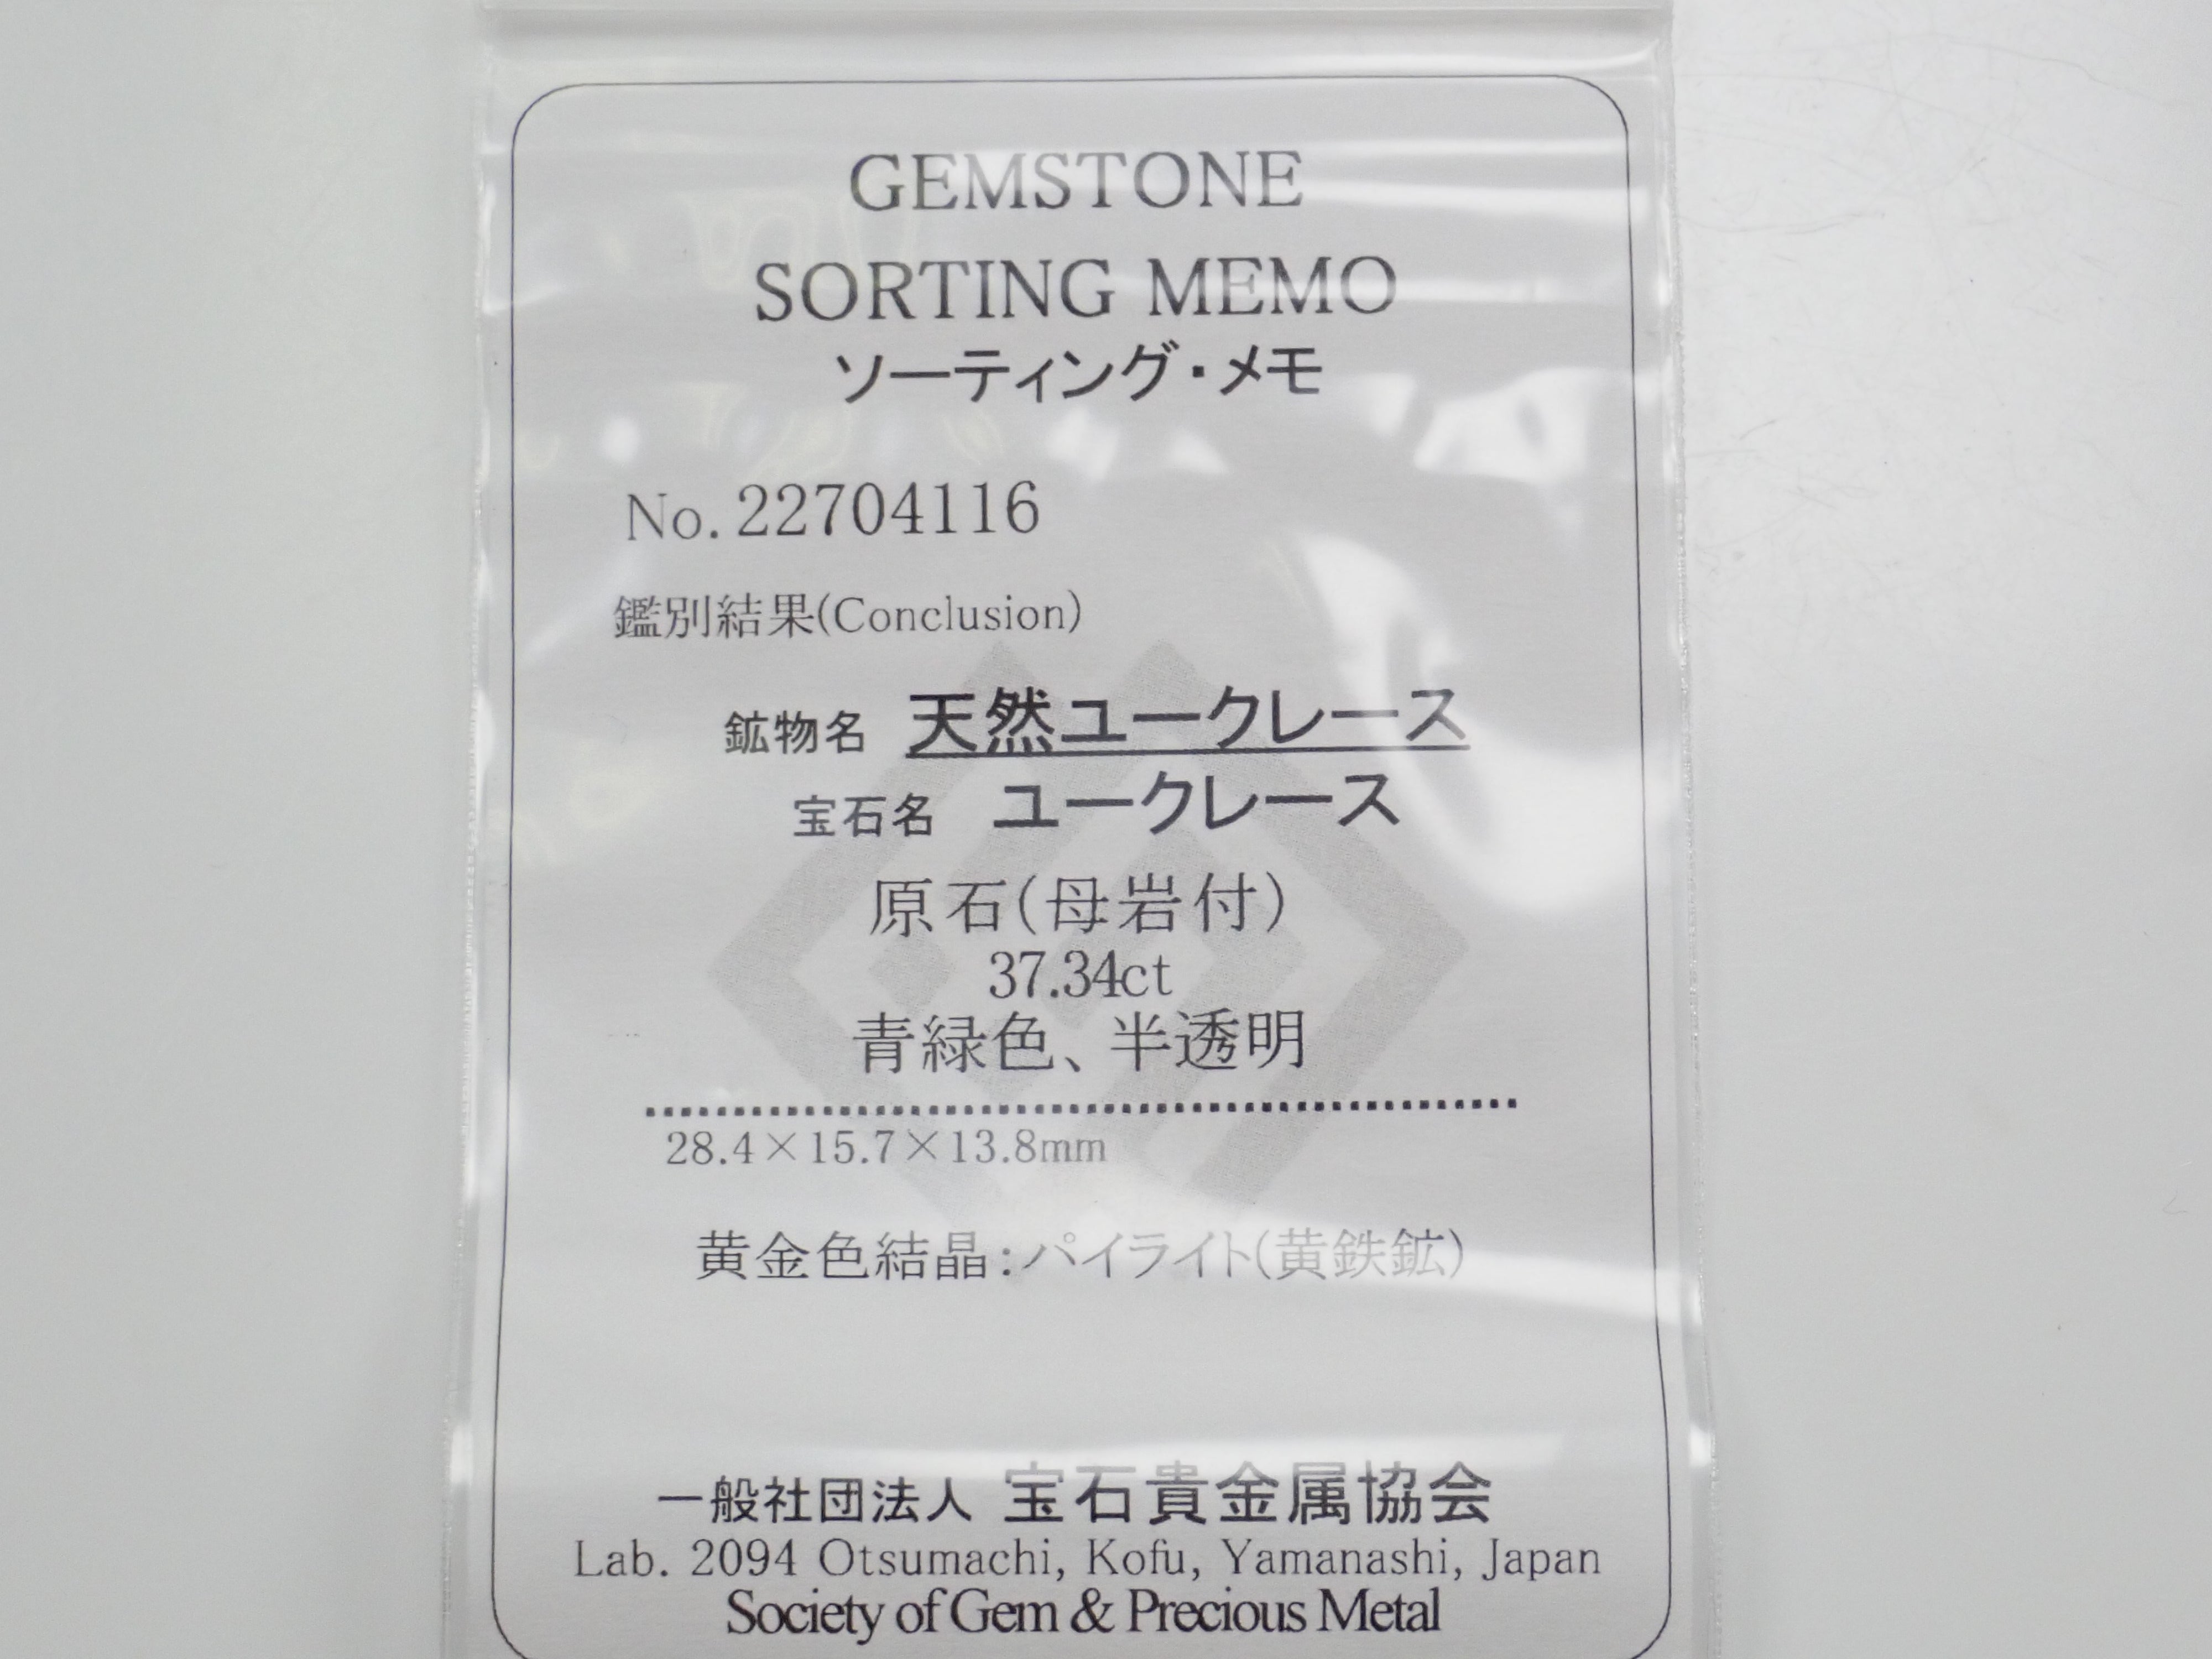 GEMSTONE
SORTING MEMO
ソーティング・メモ
No. 22704116
鑑別結果(Conclusion)
鉱物名 天然ユークレース
宝石名 ユークレース
原石(母岩付)
37.34ct
青緑色、半透明
28.4×15.7×13.8mm
黄金色結晶:パイライト(黄鉄鉱)
一般社団法人 宝石貴金属協会
Lab. 2094 Otsumachi, Kofu, Yamanashi, Japan
Society of Gem & Precious Metal